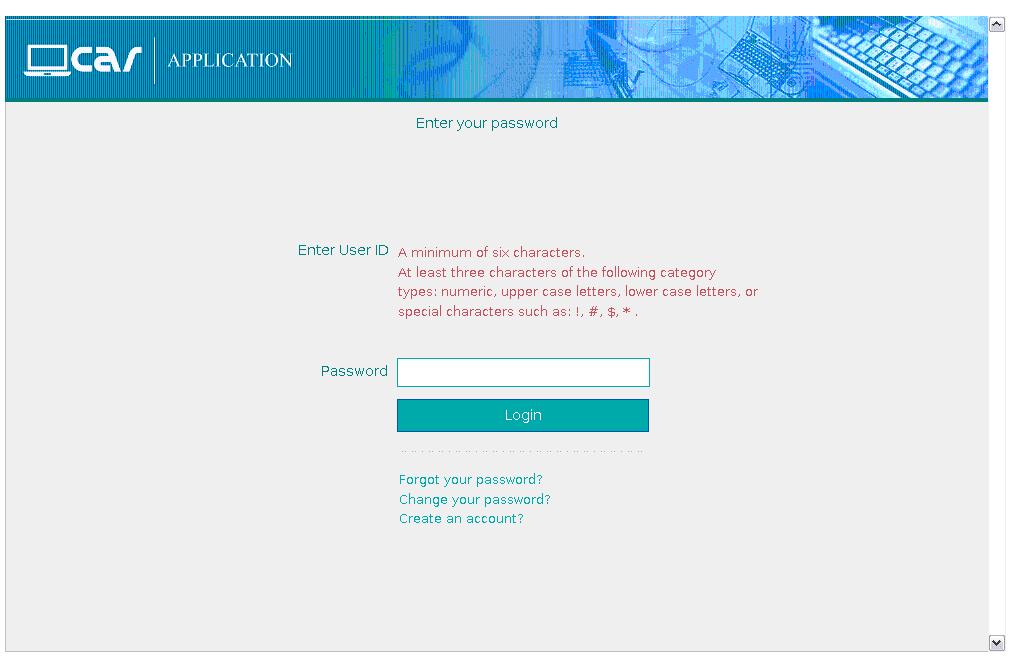 car APPLICATION
Enter your password
Enter User ID
A minimum of six characters.
At least three characters of the following category
types: numeric, upper case letters, lower case letters, or
special characters such as: !, #, $, * .
Password
Login
Forgot your password?
Change your password?
Create an account?